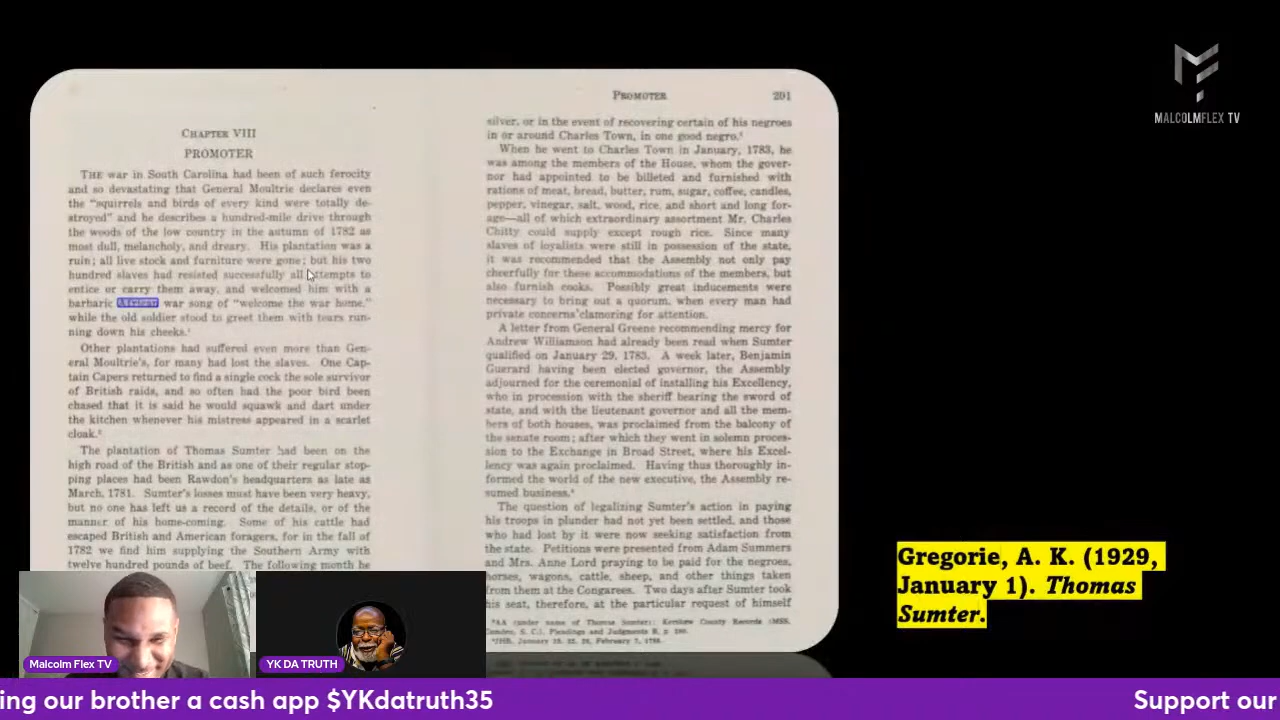 MALCOLMFLEX TV
CHAPTER VIII
PROMOTER
THE war in South Carolina had been of such ferocity
and so devastating that General Moultrie declares even
the "squirrels and birds of every kind were totally de-
stroyed" and he describes a hundred-mile drive through
the woods of the low country in the autumn of 1782 as
most dull, melancholy, and dreary. His plantation was a
ruin; all live stock and furniture were gone; but his two
hundred slaves had resisted successfully all attempts to
entice or carry them away, and welcomed him with a
barbaric war song of "welcome the war home,"
while the old soldier stood to greet them with tears run-
ning down his cheeks.¹
Other plantations had suffered even more than Gen-
eral Moultrie's, for many had lost the slaves. One Cap-
tain Capers returned to find a single cock the sole survivor
of British raids, and so often had the poor bird been
chased that it is said he would squawk and dart under
the kitchen whenever his mistress appeared in a scarlet
cloak.²
The plantation of Thomas Sumter had been on the
high road of the British and as one of their regular stop-
ping places had been Rawdon's headquarters as late as
March, 1781. Sumter's losses must have been very heavy,
but no one has left us a record of the details, or of the
manner of his home-coming. Some of his cattle had
escaped British and American foragers, for in the fall of
1782 we find him supplying the Southern Army with
twelve hundred pounds of beef. The following month he
PROMOTER 201
silver, or in the event of recovering certain of his negroes
in or around Charles Town, in one good negro.
When he went to Charles Town in January, 1783, he
was among the members of the House, whom the gover-
nor had appointed to be billeted and furnished with
rations of meat, bread, butter, rum, sugar, coffee, candles,
pepper, vinegar, salt, wood, rice, and short and long for-
age—all of which extraordinary assortment Mr. Charles
Chitty could supply except rough rice. Since many
slaves of loyalists were still in possession of the state,
it was recommended that the Assembly not only pay
cheerfully for these accommodations of the members, but
also furnish cooks. Possibly great inducements were
necessary to bring out a quorum, when every man had
private concerns clamoring for attention.
A letter from General Greene recommending mercy for
Andrew Williamson had already been read when Sumter
qualified on January 29, 1783. A week later, Benjamin
Guerard having been elected governor, the Assembly
adjourned for the ceremonial of installing his Excellency,
who in procession with the sheriff bearing the sword of
state, and with the lieutenant governor and all the mem-
bers of both houses, was proclaimed from the balcony of
the senate room; after which they went in solemn proces-
sion to the Exchange in Broad Street, where his Excel-
lency was again proclaimed. Having thus thoroughly in-
formed the world of the new executive, the Assembly re-
sumed business.⁴
The question of legalizing Sumter's action in paying
his troops in plunder had not yet been settled, and those
who had lost by it were now seeking satisfaction from
the state. Petitions were presented from Adam Summers
and Mrs. Anne Lord praying to be paid for the negroes,
horses, wagons, cattle, sheep, and other things taken
from them at the Congarees. Two days after Sumter took
his seat, therefore, at the particular request of himself
(under name of Thomas Sumter); Kershaw County Records (MSS,
Camden, S. C.), Pleadings and Judgments B, p.
Gregorie, A. K. (1929,
January 1). Thomas
Sumter.
Malcolm Flex TV
YK DA TRUTH
ing our brother a cash app $YKdatruth35
Support our